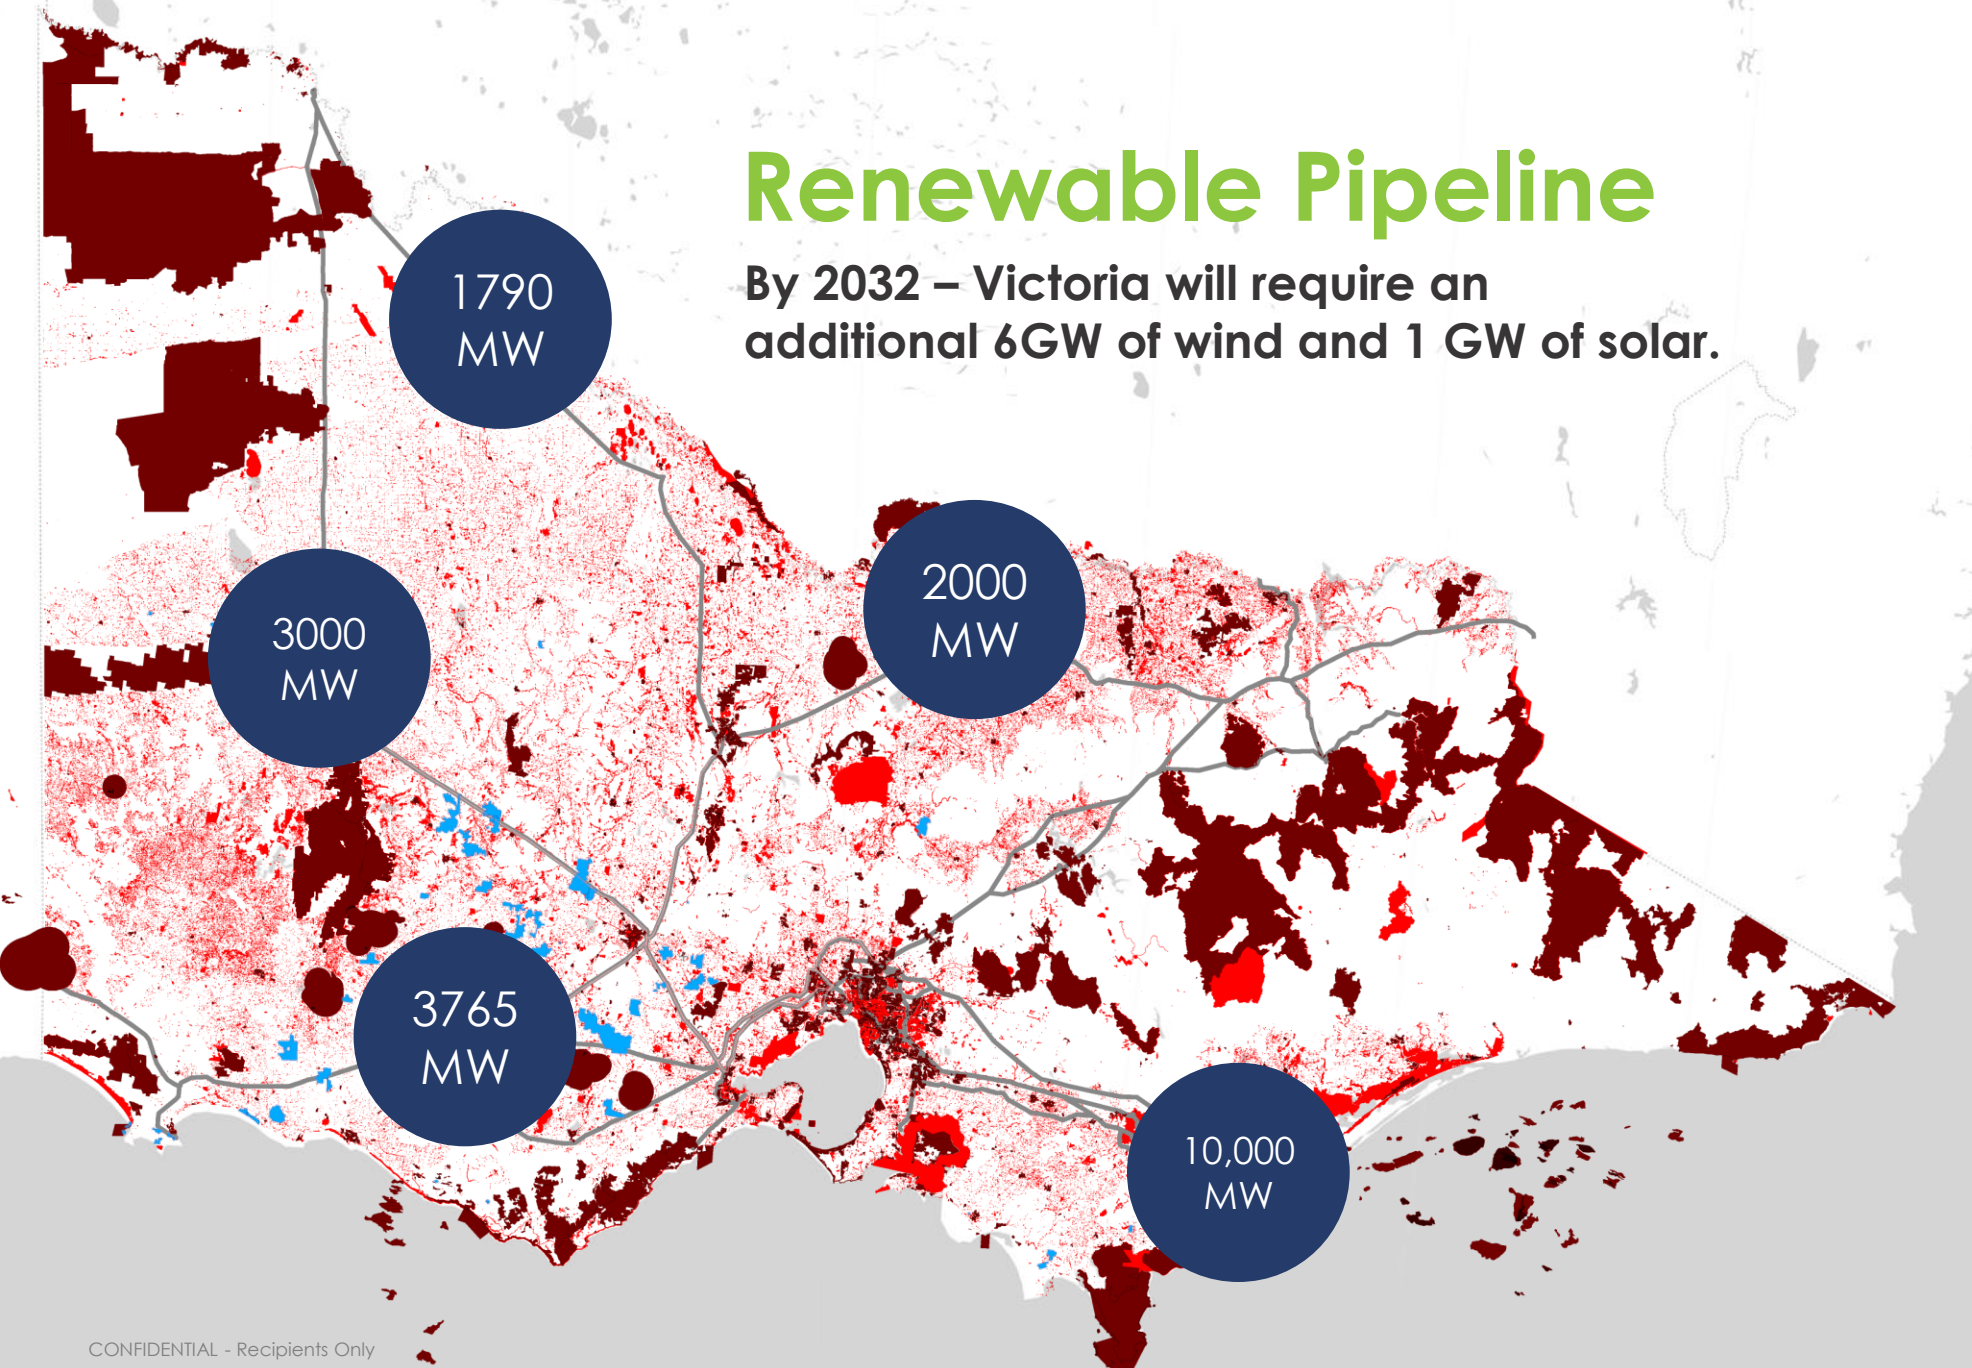 Renewable Pipeline
By 2032 – Victoria will require an
additional 6GW of wind and 1 GW of solar.
1790
MW
2000
MW
3000
MW
3765
MW
10,000
MW
CONFIDENTIAL - Recipients Only